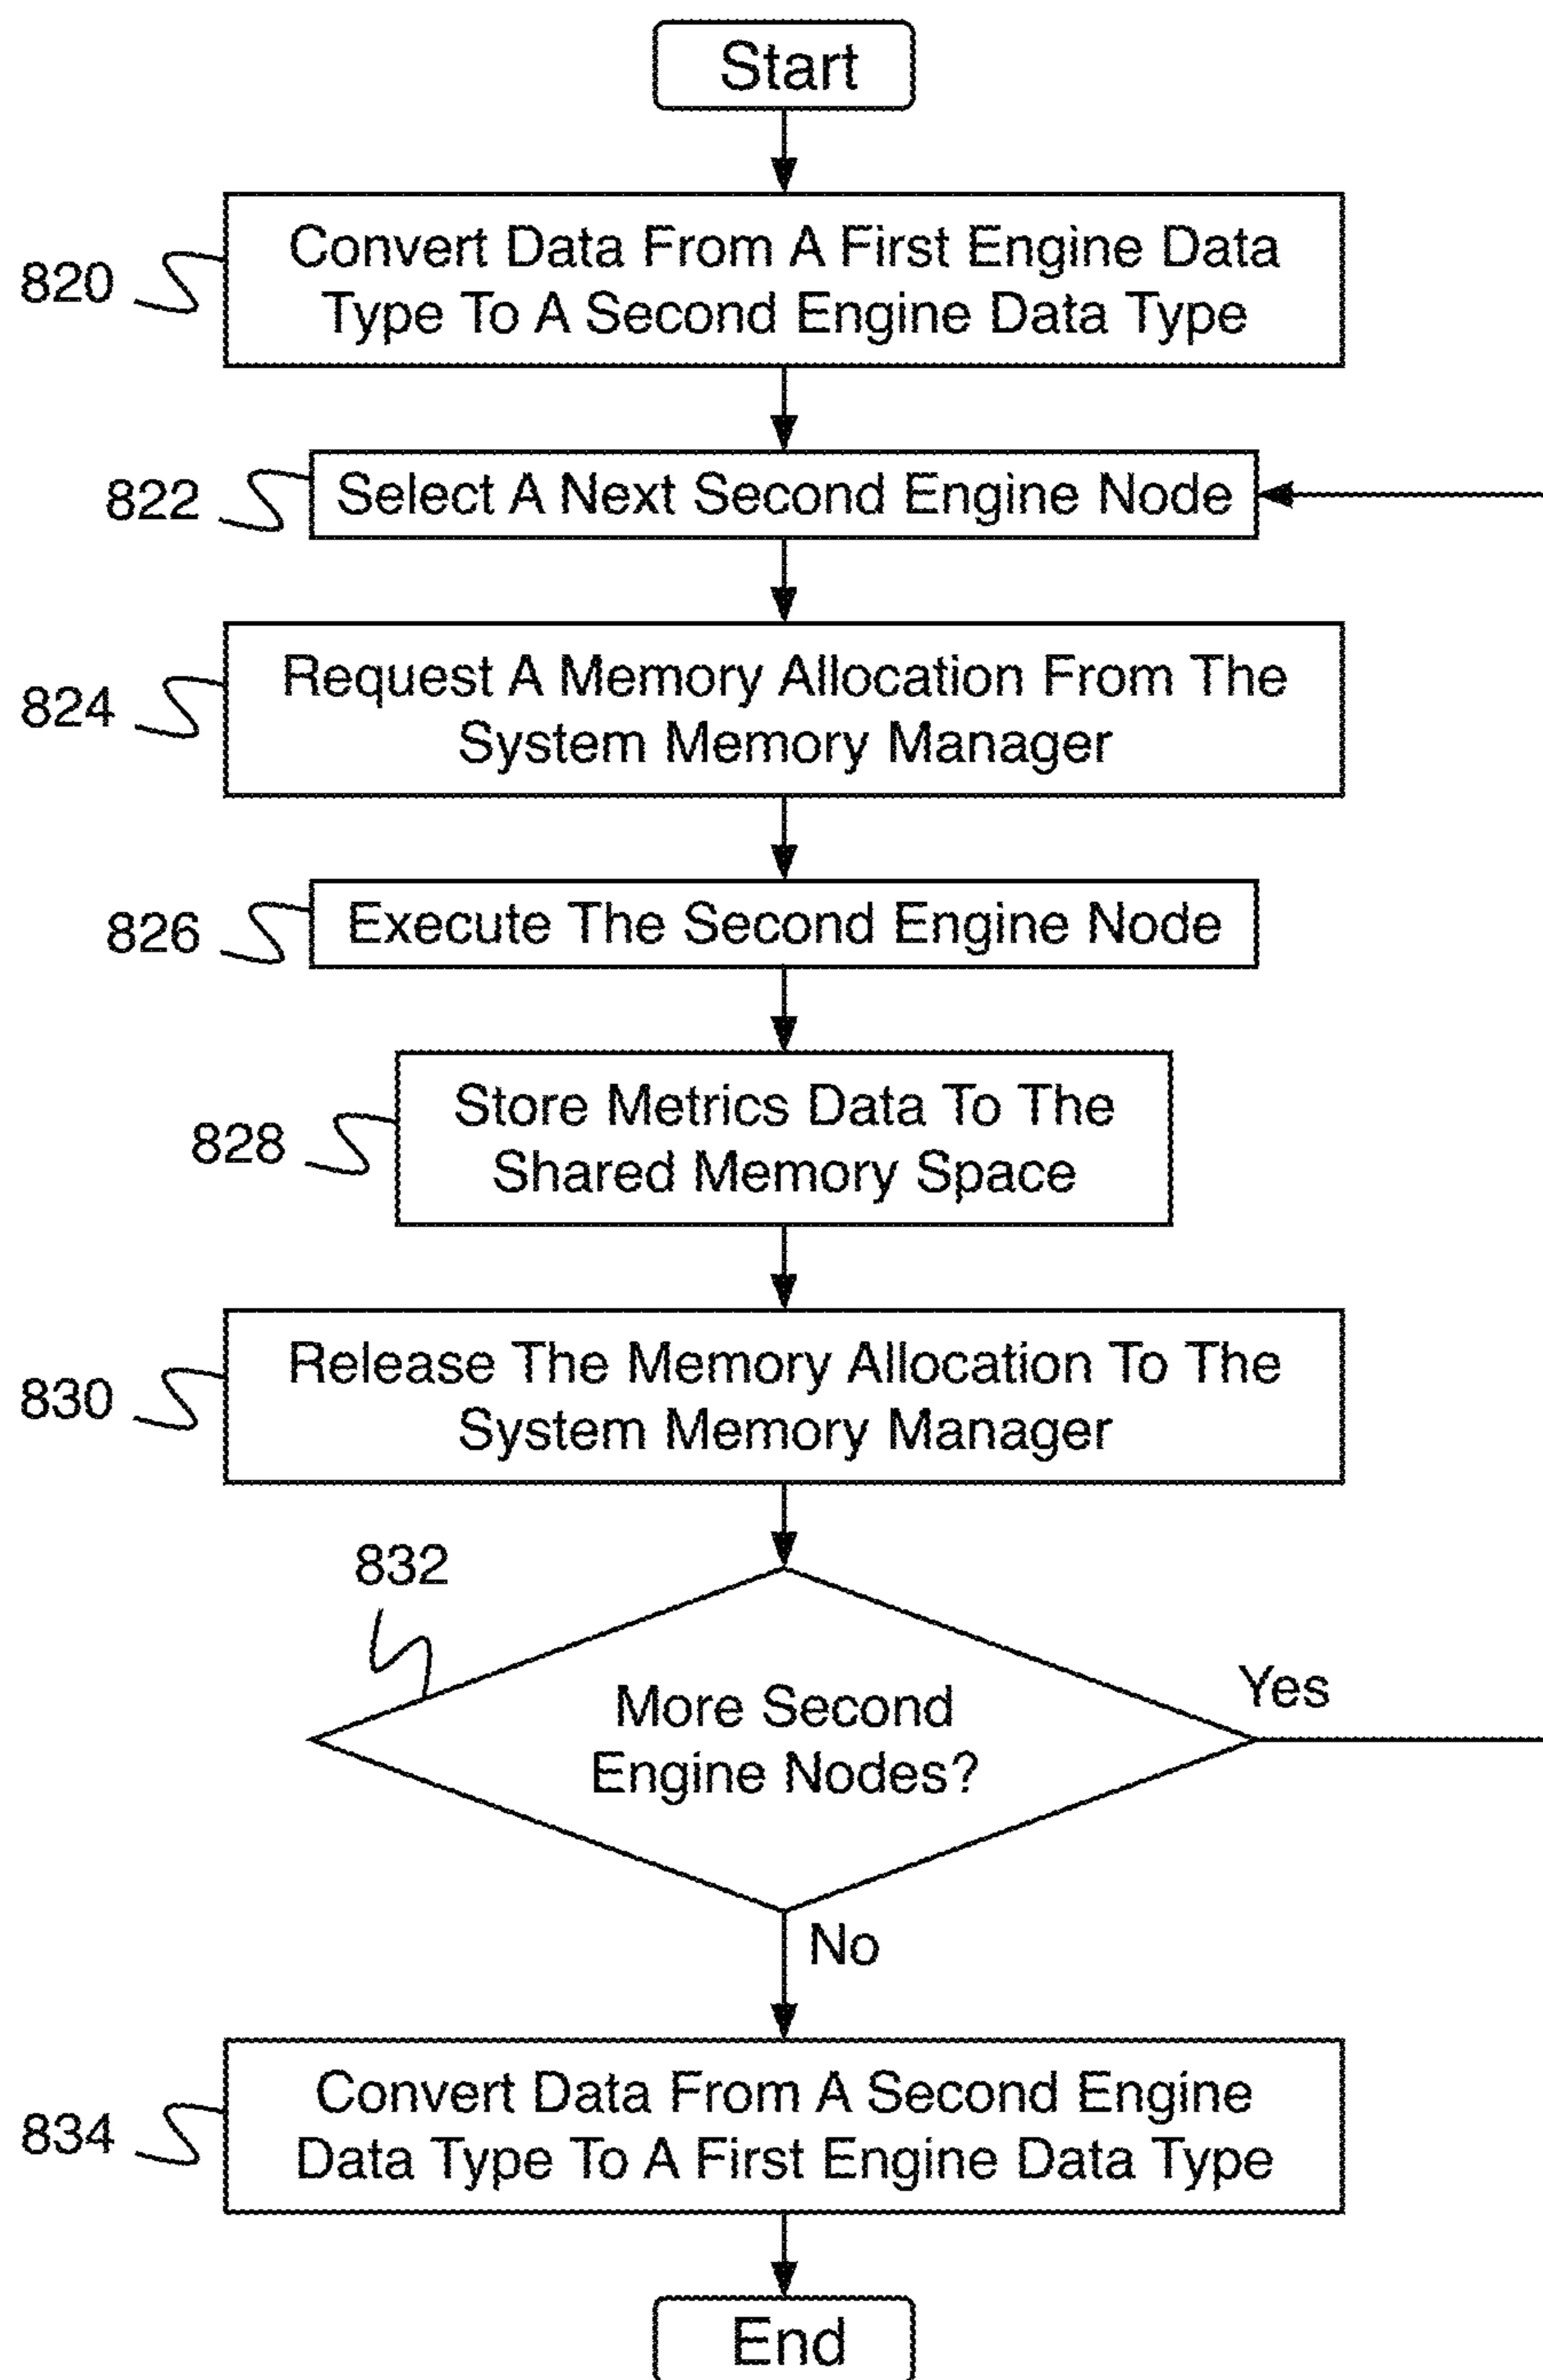 Start
820
Convert Data From A First Engine Data
Type To A Second Engine Data Type
822
Select A Next Second Engine Node
824
Request A Memory Allocation From The
System Memory Manager
826
Execute The Second Engine Node
828
Store Metrics Data To The
Shared Memory Space
830
Release The Memory Allocation To The
System Memory Manager
832
More Second
Engine Nodes?
Yes
No
834
Convert Data From A Second Engine
Data Type To A First Engine Data Type
End